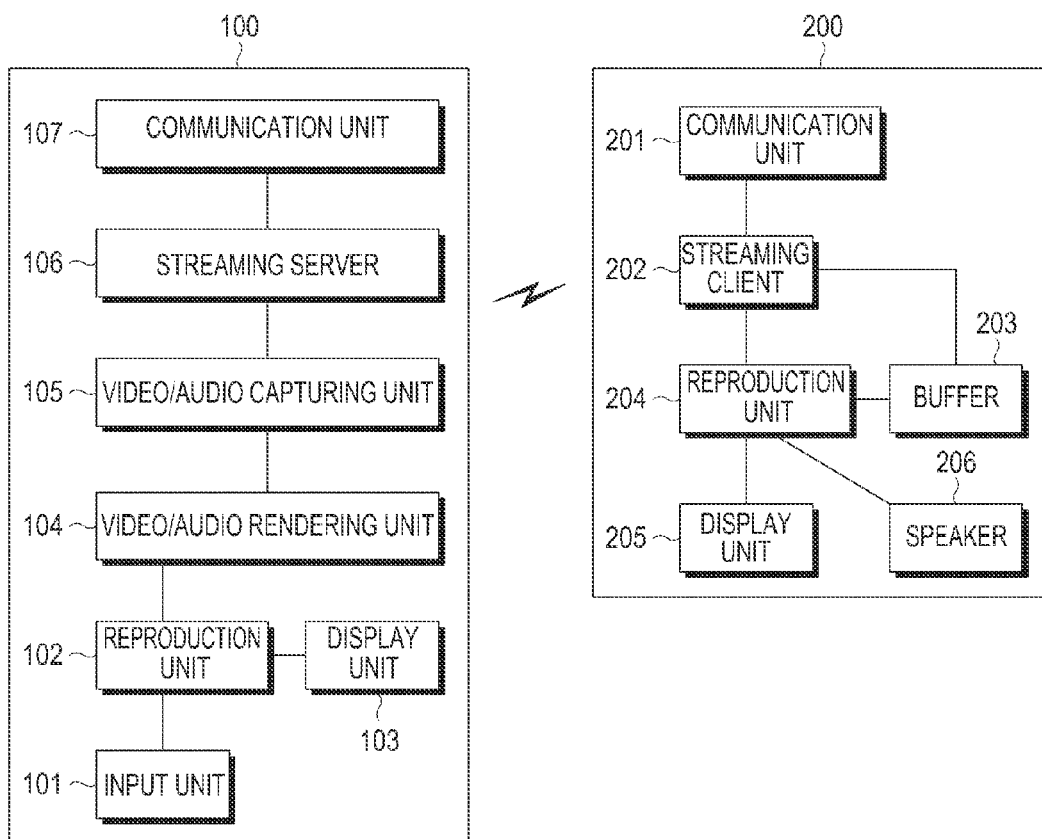 100
107
COMMUNICATION UNIT
106
STREAMING SERVER
105
VIDEO/AUDIO CAPTURING UNIT
104
VIDEO/AUDIO RENDERING UNIT
102
REPRODUCTION
UNIT
DISPLAY
UNIT
103
101
INPUT UNIT
200
201
COMMUNICATION
UNIT
202
STREAMING
CLIENT
203
204
REPRODUCTION
UNIT
BUFFER
206
205
DISPLAY
UNIT
SPEAKER